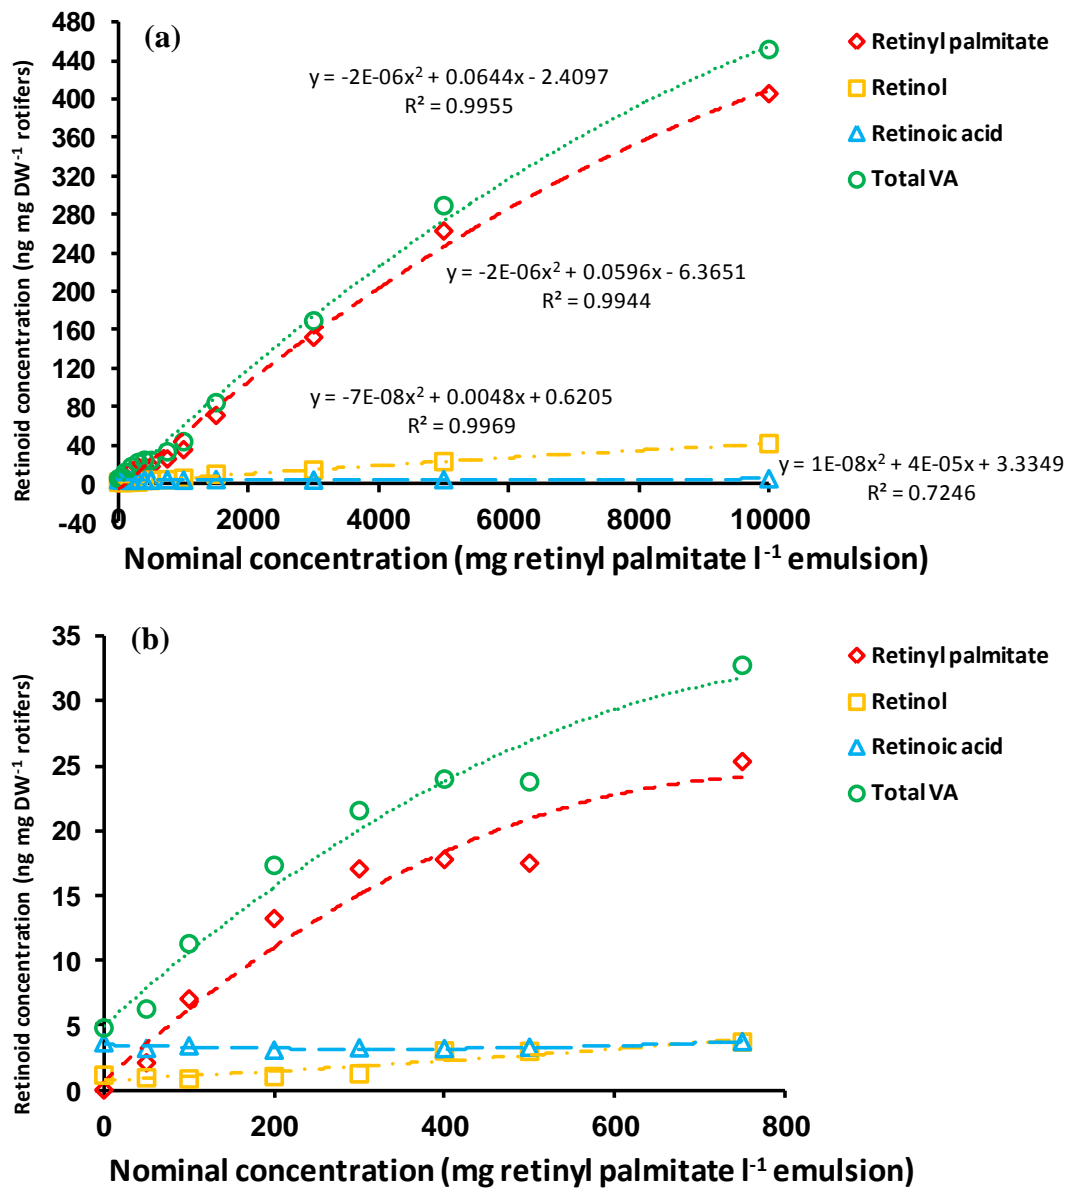 (a)
480
440
400
360
320
280
240
200
160
120
80
40
0
-40
Retinoid concentration (ng mg DW⁻¹ rotifers)
y = -2E-06x² + 0.0644x - 2.4097
R² = 0.9955
y = -2E-06x² + 0.0596x - 6.3651
R² = 0.9944
y = -7E-08x² + 0.0048x + 0.6205
R² = 0.9969
y = 1E-08x² + 4E-05x + 3.3349
R² = 0.7246
Retinyl palmitate
Retinol
Retinoic acid
Total VA
0 2000 4000 6000 8000 10000
Nominal concentration (mg retinyl palmitate l⁻¹ emulsion)
(b)
35
30
25
20
15
10
5
0
Retinoid concentration (ng mg DW⁻¹ rotifers)
Retinyl palmitate
Retinol
Retinoic acid
Total VA
0 200 400 600 800
Nominal concentration (mg retinyl palmitate l⁻¹ emulsion)